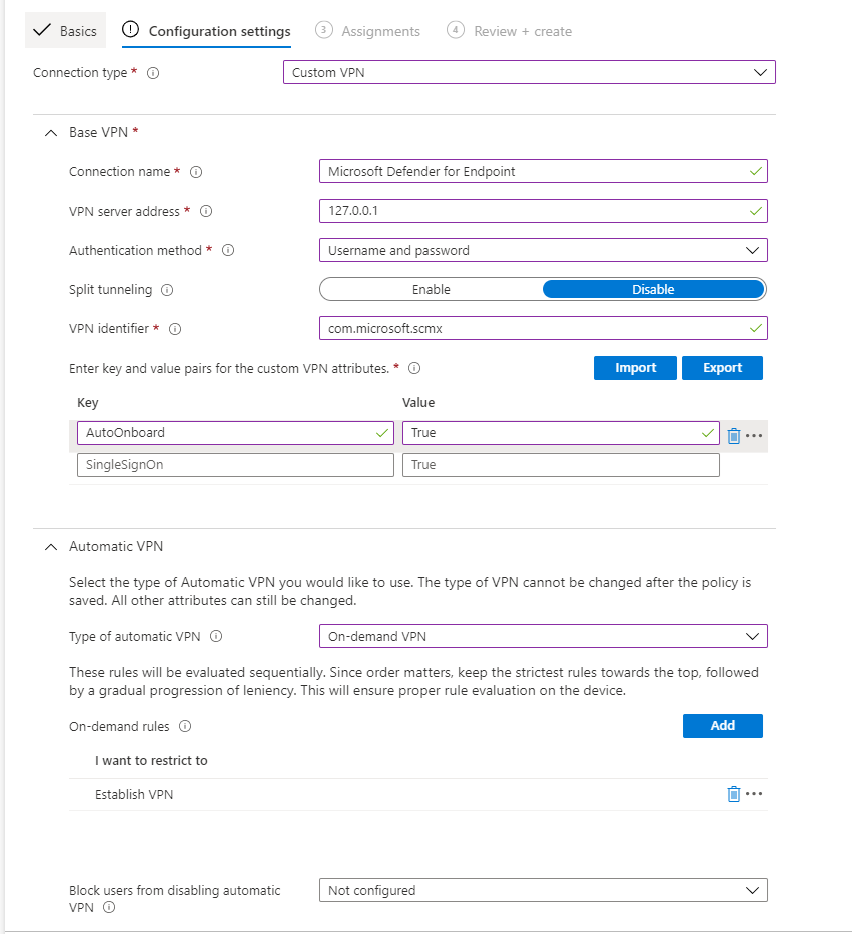 Basics
Configuration settings
3 Assignments
4 Review + create
Connection type *
Custom VPN
Base VPN *
Connection name *
Microsoft Defender for Endpoint
VPN server address *
127.0.0.1
Authentication method *
Username and password
Split tunneling
Enable
Disable
VPN identifier *
com.microsoft.scmx
Enter key and value pairs for the custom VPN attributes. *
Import
Export
Key
Value
AutoOnboard
True
SingleSignOn
True
Automatic VPN
Select the type of Automatic VPN you would like to use. The type of VPN cannot be changed after the policy is
saved. All other attributes can still be changed.
Type of automatic VPN
On-demand VPN
These rules will be evaluated sequentially. Since order matters, keep the strictest rules towards the top, followed
by a gradual progression of leniency. This will ensure proper rule evaluation on the device.
On-demand rules
Add
I want to restrict to
Establish VPN
Block users from disabling automatic
VPN
Not configured